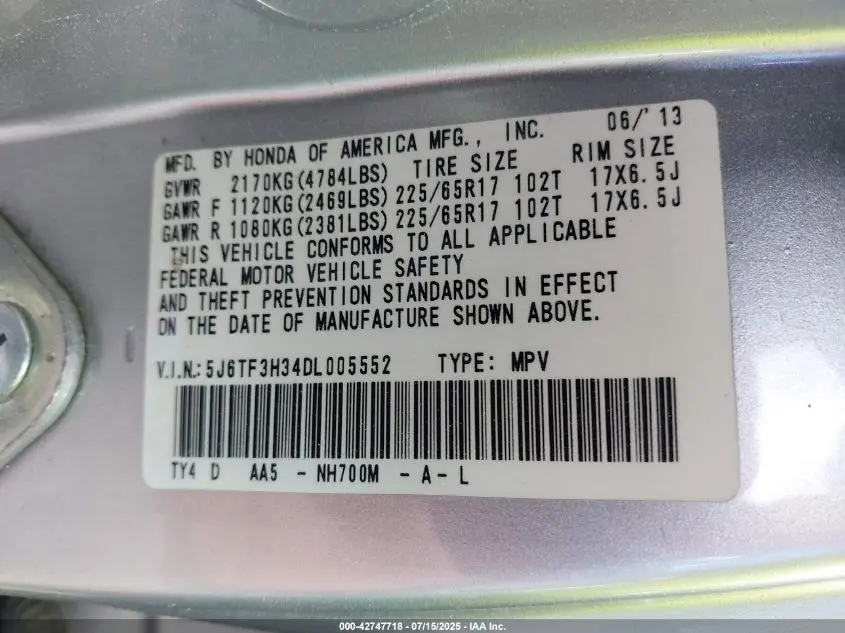 06/'13
MFD. BY HONDA OF AMERICA MFG., INC.
GVWR 2170KG(4784LBS) TIRE SIZE RIM SIZE
GAWR F 1120KG(2469LBS) 225/65R17 102T 17X6.5J
GAWR R 1080KG(2381LBS) 225/65R17 102T 17X6.5J
THIS VEHICLE CONFORMS TO ALL APPLICABLE
FEDERAL MOTOR VEHICLE SAFETY
AND THEFT PREVENTION STANDARDS IN EFFECT
ON THE DATE OF MANUFACTURE SHOWN ABOVE.
V.I.N.: 5J6TF3H34DL005552 TYPE: MPV
TY4 D AA5 - NH700M - A - L
000-42747718 - 07/15/2025 - IAA Inc.